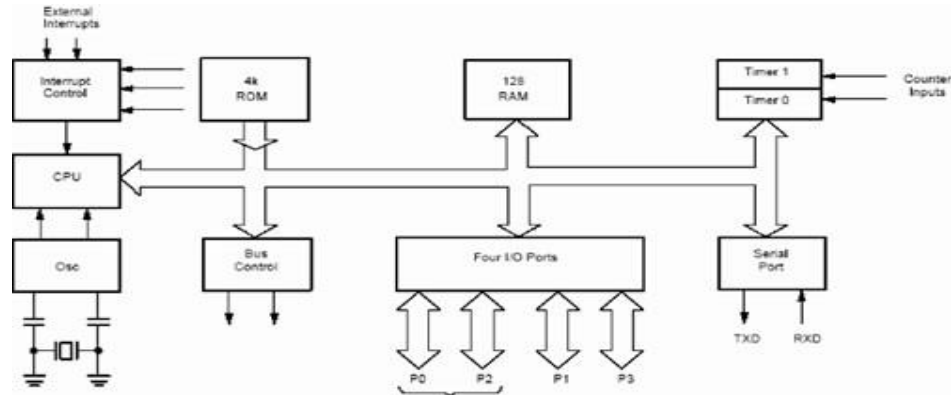 External
Interrupts
Interrupt
Control
4k
ROM
128
RAM
Timer 1
Timer 0
Counter
Inputs
CPU
Osc
Bus
Control
Four I/O Ports
Serial
Port
TXD
RXD
P0
P2
P1
P3